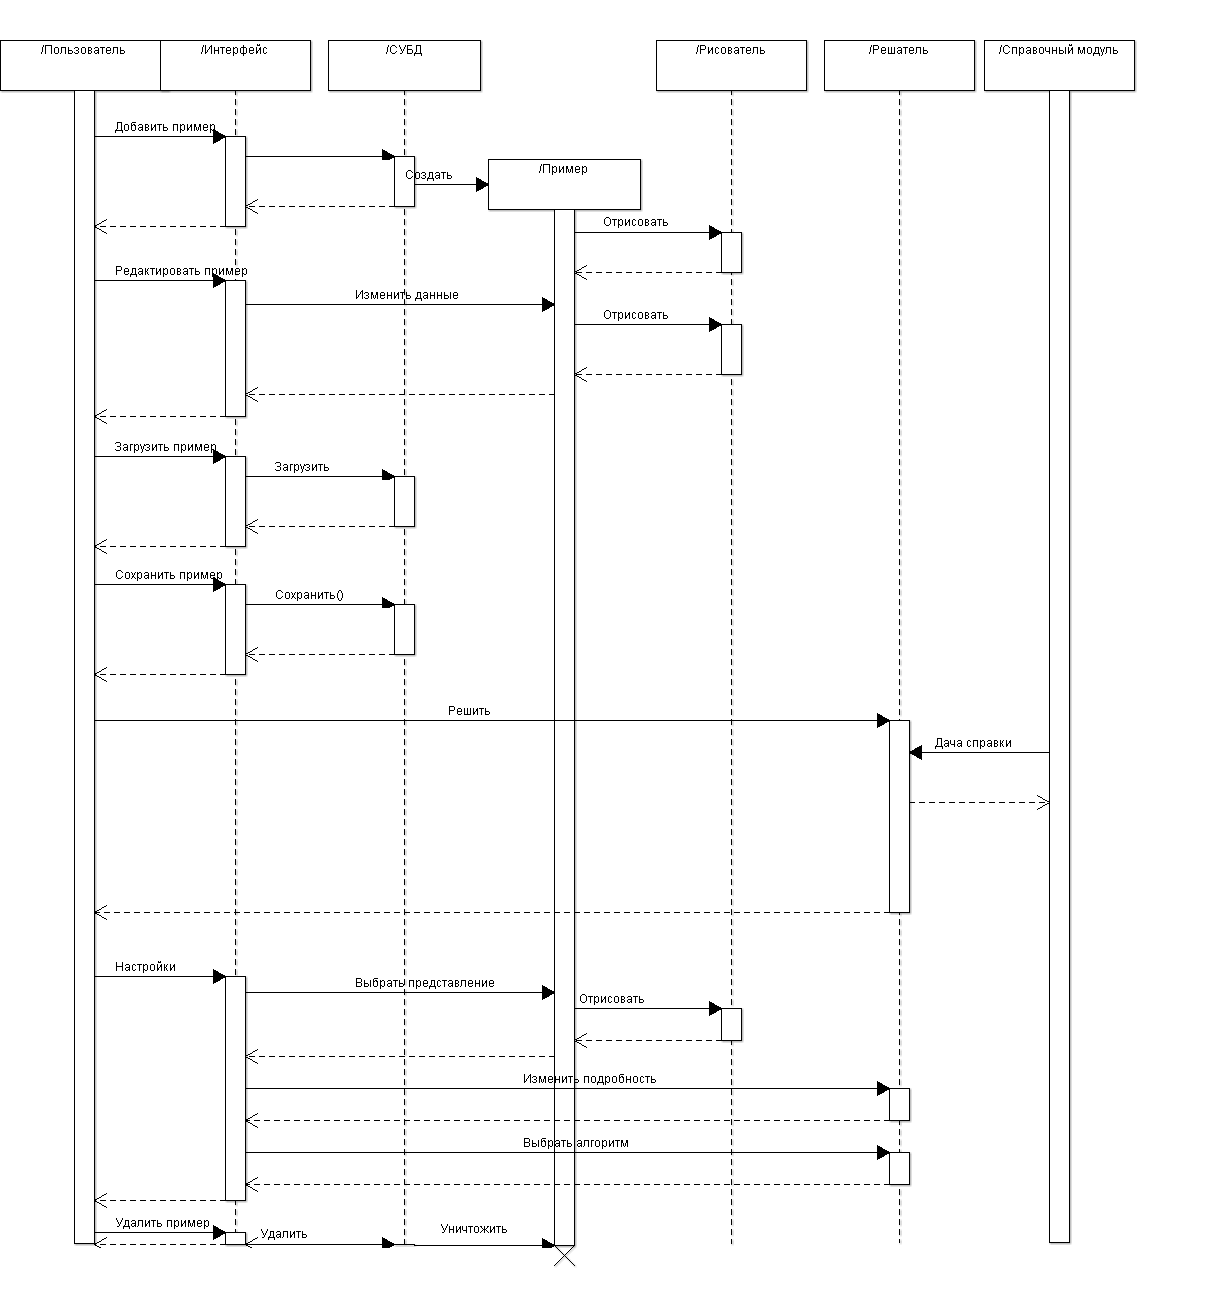 /Пользователь
/Интерфейс
/СУБД
/Рисователь
/Решатель
/Справочный модуль
Добавить пример
/Пример
Создать
Отрисовать
Редактировать пример
Изменить данные
Отрисовать
Загрузить пример
Загрузить
Сохранить пример
Сохранить()
Решить
Дача справки
Настройки
Выбрать представление
Отрисовать
Изменить подробность
Выбрать алгоритм
Удалить пример
Удалить
Уничтожить